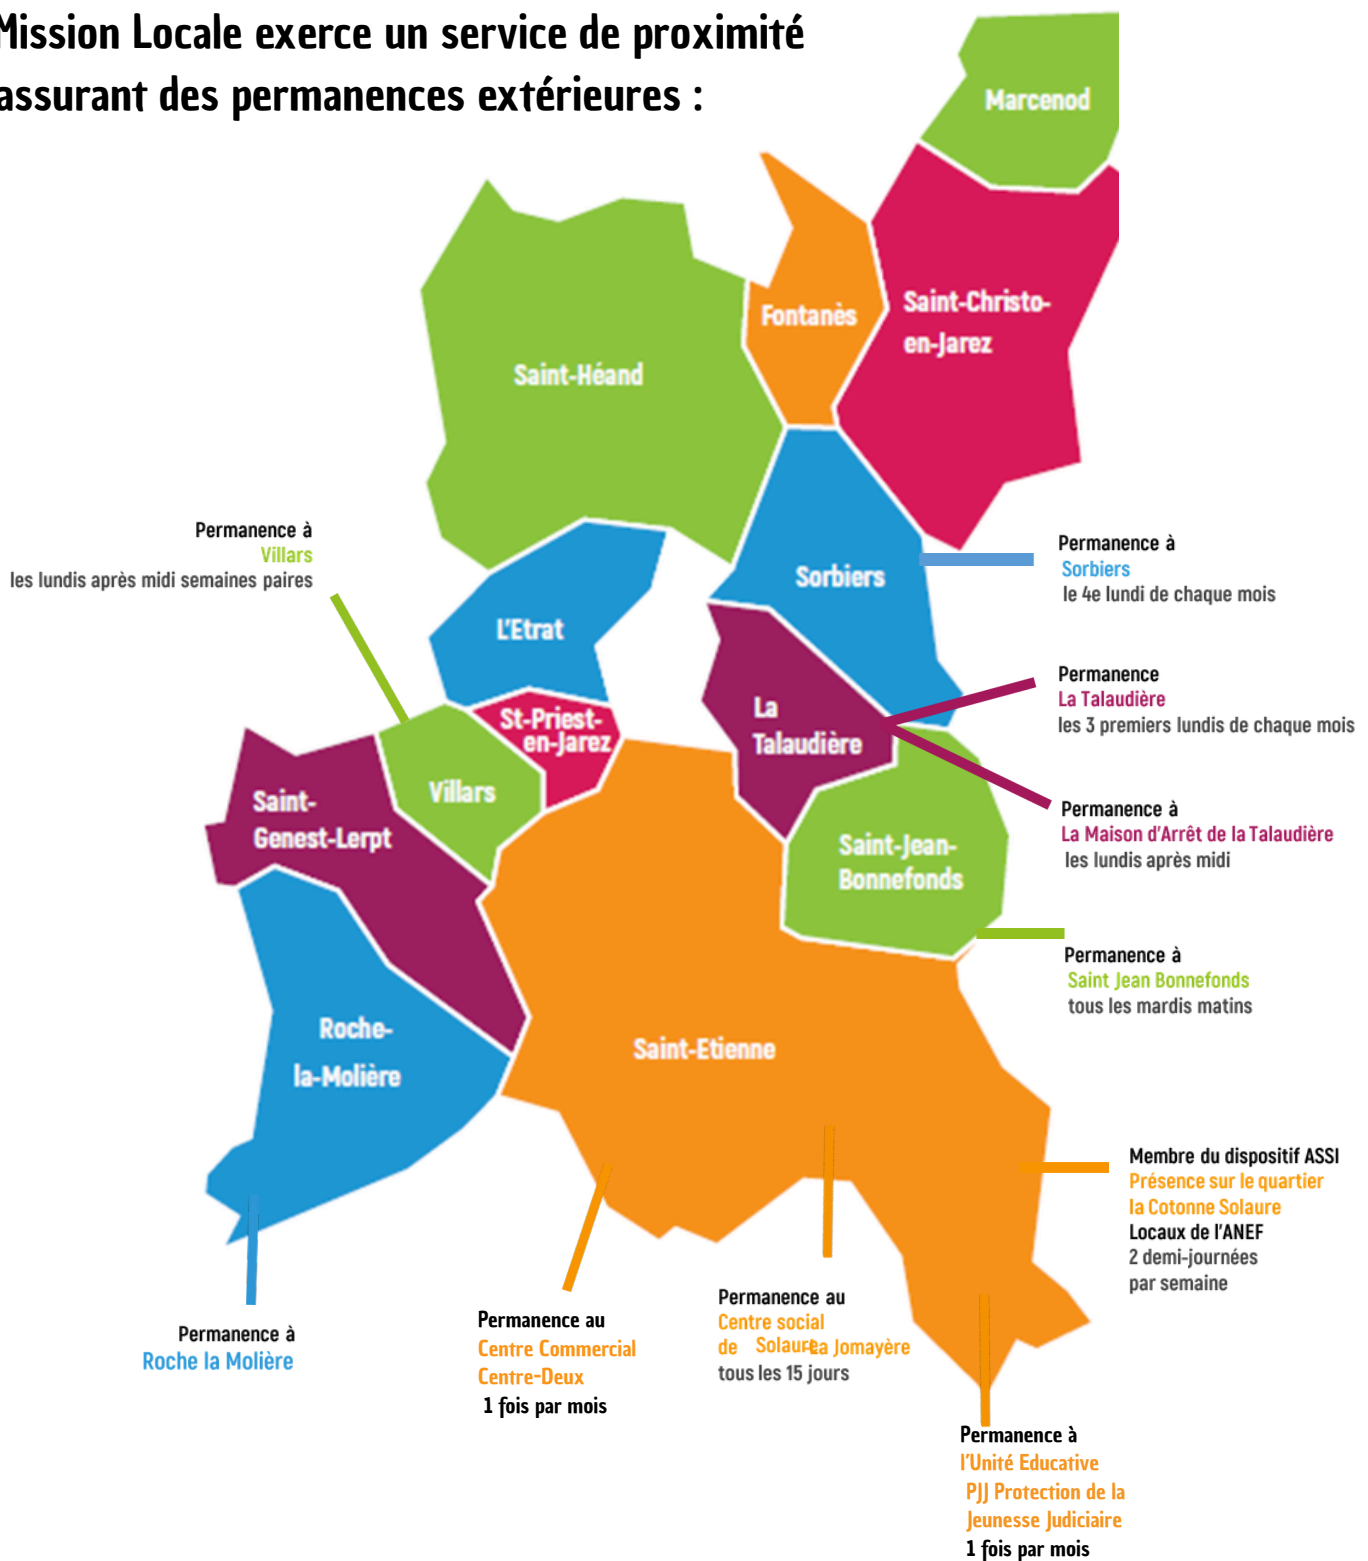 Mission Locale exerce un service de proximité
assurant des permanences extérieures :
Marcenod
Fontanès
Saint-Christo-
en-Jarez
Saint-Héand
Permanence à
Villars
les lundis après midi semaines paires
Sorbiers
Permanence à
Sorbiers
le 4e lundi de chaque mois
L'Etrat
Permanence
La Talaudière
les 3 premiers lundis de chaque mois
La
Talaudière
St-Priest-
en-Jarez
Villars
Saint-
Genest-Lerpt
Permanence à
La Maison d'Arrêt de la Talaudière
les lundis après midi
Saint-Jean-
Bonnefonds
Permanence à
Saint Jean Bonnefonds
tous les mardis matins
Roche-
la-Molière
Saint-Etienne
Membre du dispositif ASSI
Présence sur le quartier
la Cotonne Solaure
Locaux de l'ANEF
2 demi-journées
par semaine
Permanence à
Roche la Molière
Permanence au
Centre Commercial
Centre-Deux
1 fois par mois
Permanence au
Centre social
de Solaure-La Jomayère
tous les 15 jours
Permanence à
l'Unité Educative
PJJ Protection de la
Jeunesse Judiciaire
1 fois par mois